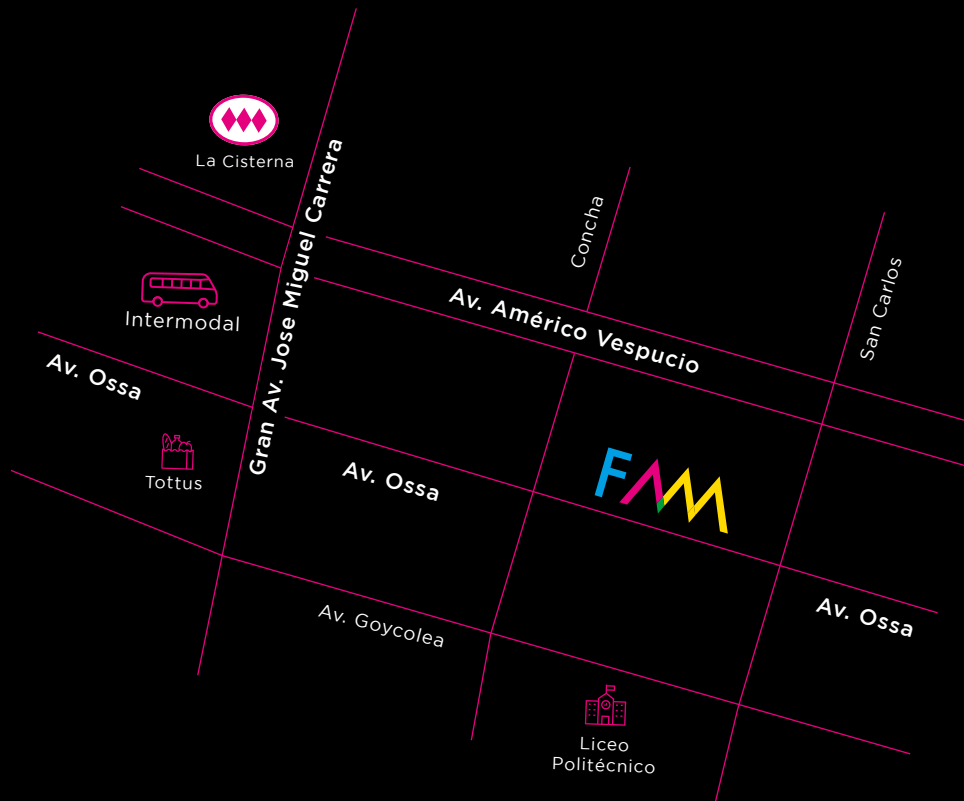 La Cisterna
Gran Av. Jose Miguel Carrera
Concha
San Carlos
Intermodal
Av. Américo Vespucio
Av. Ossa
Tottus
Av. Ossa
FAM
Av. Ossa
Av. Goycolea
Liceo
Politécnico